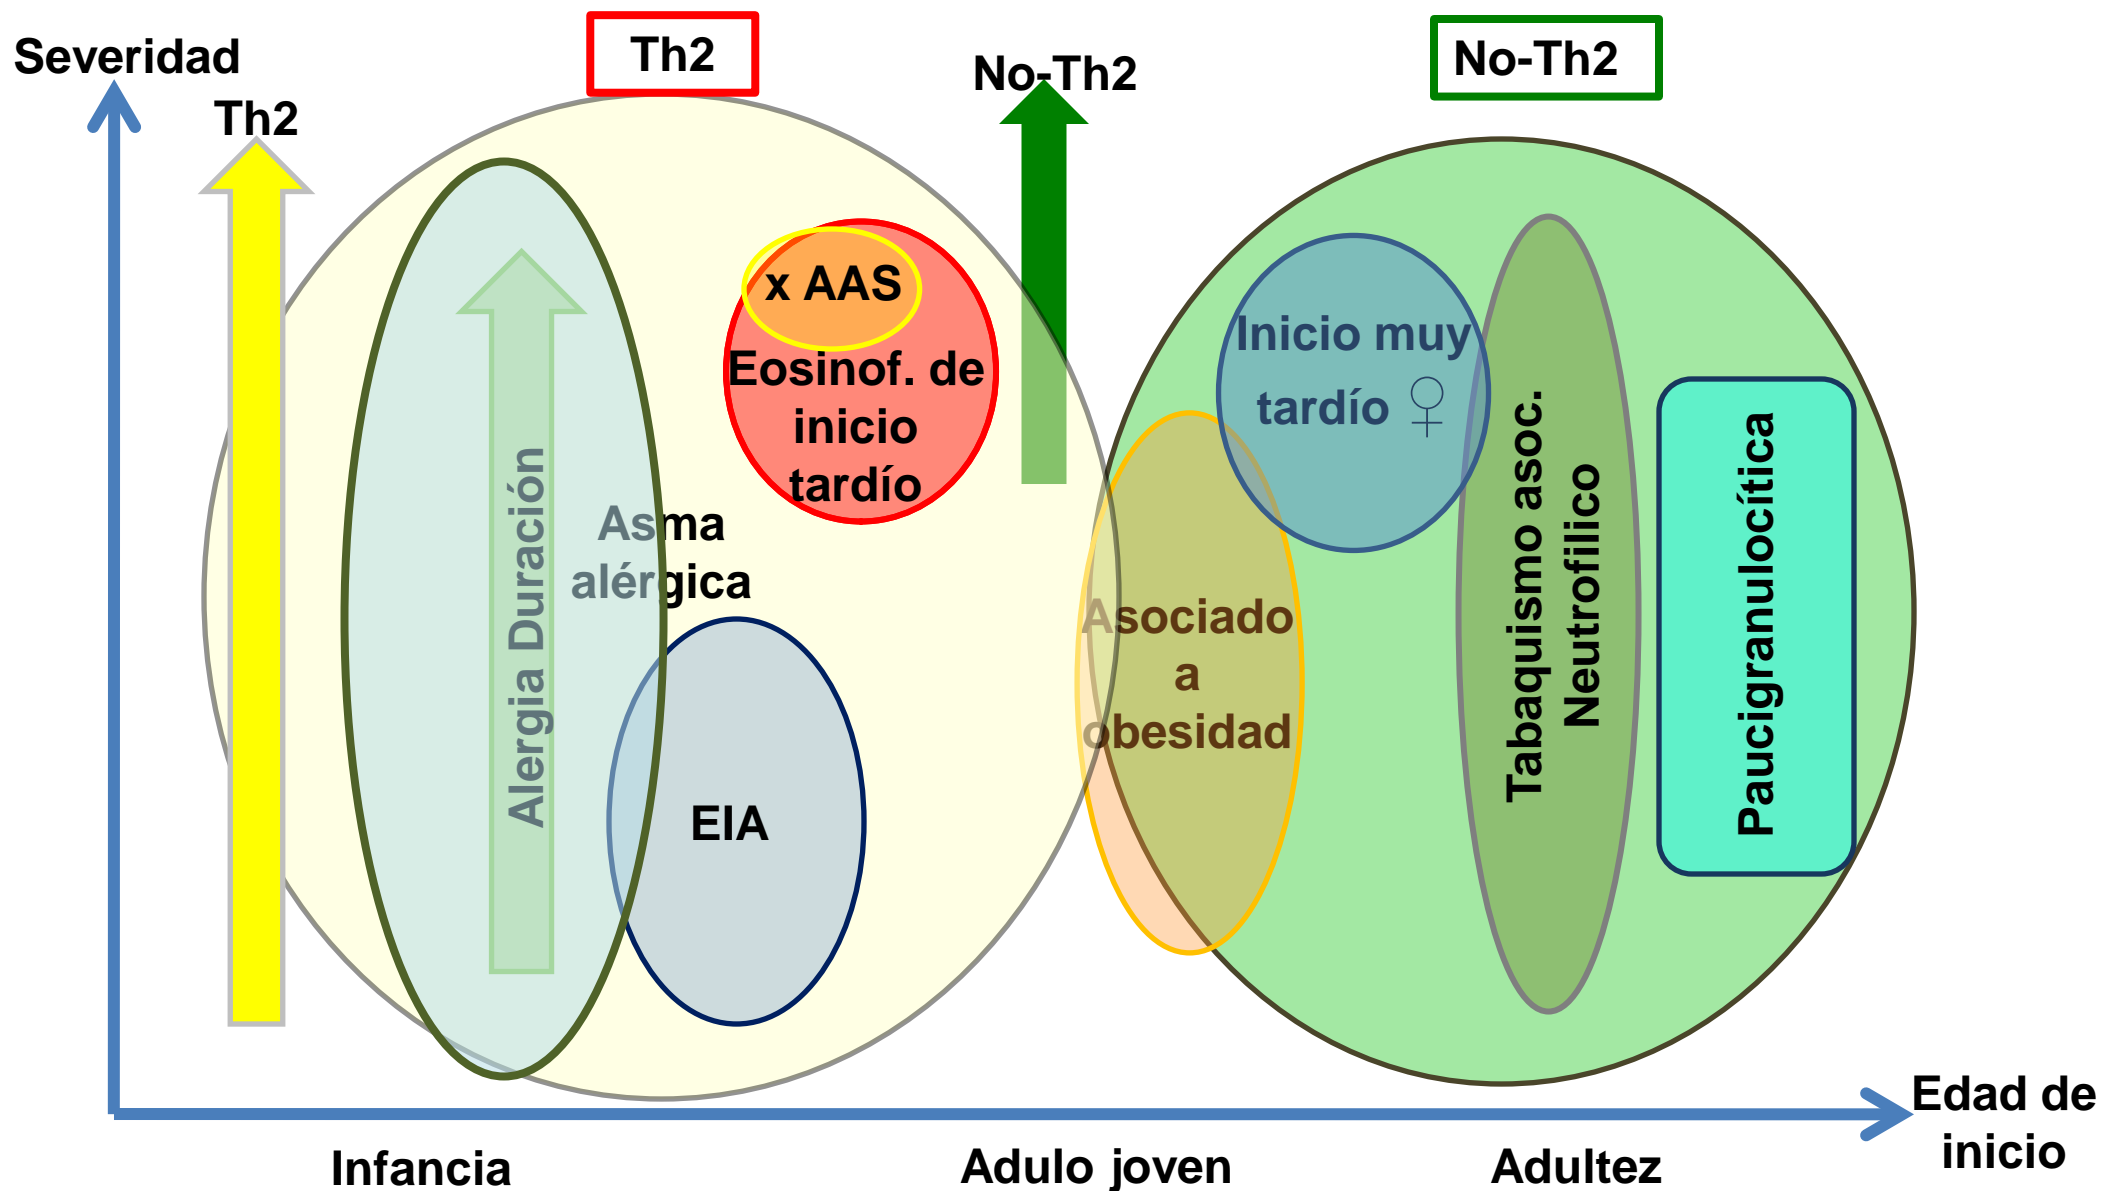 Severidad
Th2
Th2
No-Th2
No-Th2
x AAS
Eosinof. de
inicio
tardío
Inicio muy
tardío ♀
Asma
alérgica
Alergia Duración
EIA
Asociado
a
obesidad
Tabaquismo asoc.
Neutrofilico
Paucigranulocítica
Edad de
inicio
Infancia
Adulo joven
Adultez